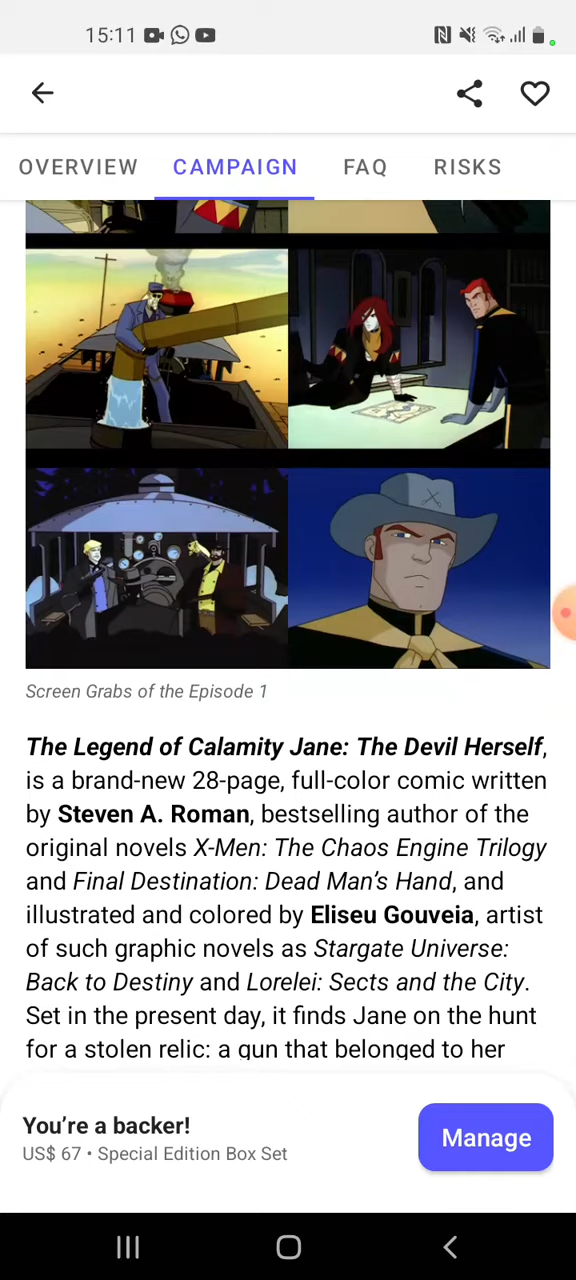 15:11
OVERVIEW CAMPAIGN FAQ RISKS
Screen Grabs of the Episode 1
The Legend of Calamity Jane: The Devil Herself,
is a brand-new 28-page, full-color comic written
by Steven A. Roman, bestselling author of the
original novels X-Men: The Chaos Engine Trilogy
and Final Destination: Dead Man’s Hand, and
illustrated and colored by Eliseu Gouveia, artist
of such graphic novels as Stargate Universe:
Back to Destiny and Lorelei: Sects and the City.
Set in the present day, it finds Jane on the hunt
for a stolen relic: a gun that belonged to her
You’re a backer!
US$ 67 • Special Edition Box Set
Manage